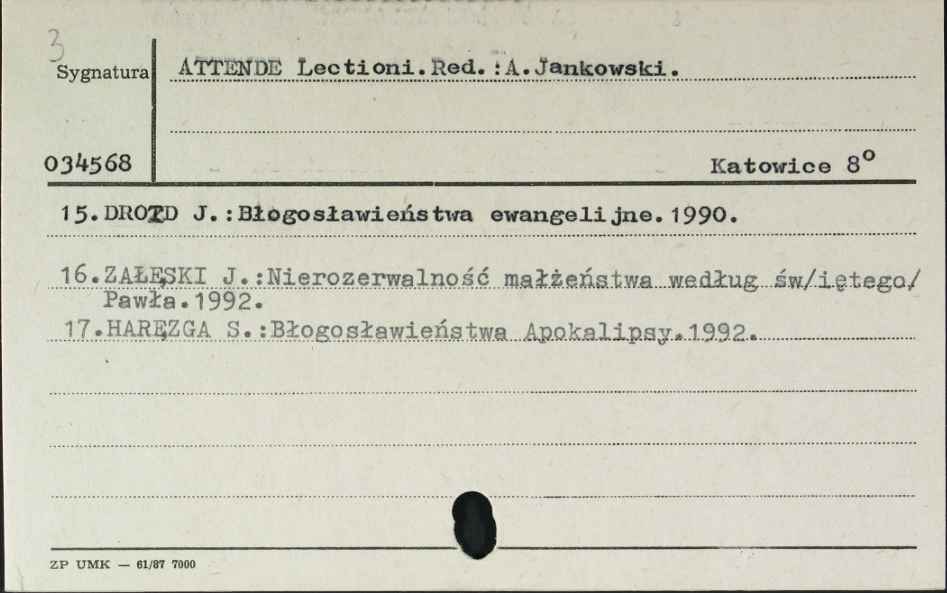 3
Sygnatura
ATTENDE Lectioni.Red.:A.Jankowski.
034568
Katowice 8°
15.DROZD J.:Błogosławieństwa ewangelijne.1990.
16.ZAŁĘSKI J.:Nierozerwalność małżeństwa według św/iętego/
Pawła.1992.
17.HARĘZGA S.:Błogosławieństwa Apokalipsy.1992.
ZP UMK — 61/87 7000